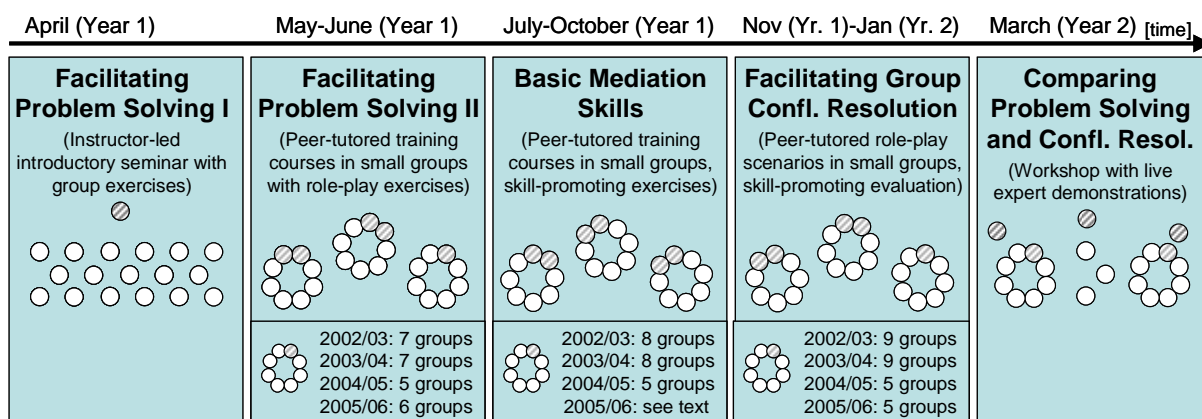 April (Year 1)
May-June (Year 1)
July-October (Year 1)
Nov (Yr. 1)-Jan (Yr. 2)
March (Year 2)
[time]
Facilitating
Problem Solving I
(Instructor-led
introductory seminar with
group exercises)
Facilitating
Problem Solving II
(Peer-tutored training
courses in small groups
with role-play exercises)
2002/03: 7 groups
2003/04: 7 groups
2004/05: 5 groups
2005/06: 6 groups
Basic Mediation
Skills
(Peer-tutored training
courses in small groups,
skill-promoting exercises)
2002/03: 8 groups
2003/04: 8 groups
2004/05: 5 groups
2005/06: see text
Facilitating Group
Confl. Resolution
(Peer-tutored role-play
scenarios in small groups,
skill-promoting evaluation)
2002/03: 9 groups
2003/04: 9 groups
2004/05: 5 groups
2005/06: 5 groups
Comparing
Problem Solving
and Confl. Resol.
(Workshop with live
expert demonstrations)